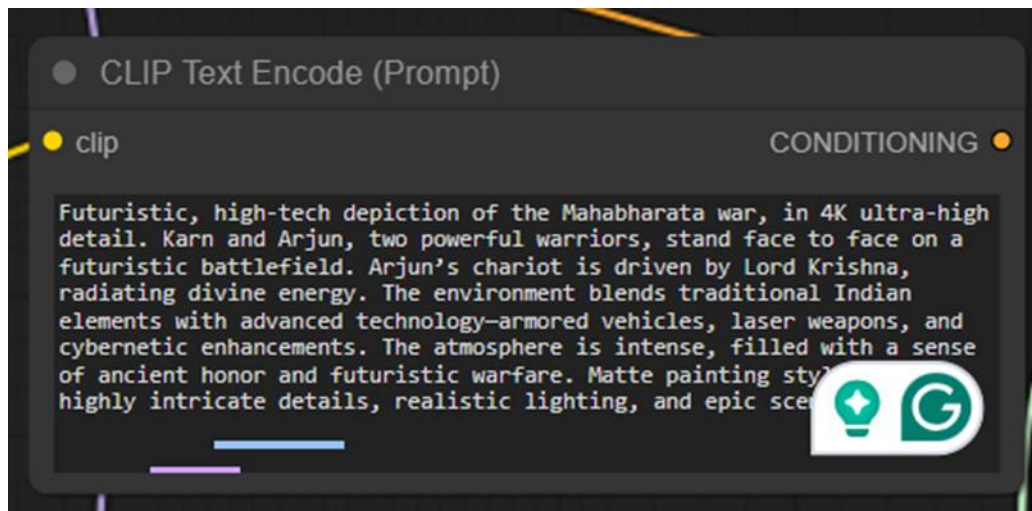 CLIP Text Encode (Prompt)
clip
CONDITIONING
Futuristic, high-tech depiction of the Mahabharata war, in 4K ultra-high
detail. Karn and Arjun, two powerful warriors, stand face to face on a
futuristic battlefield. Arjun’s chariot is driven by Lord Krishna,
radiating divine energy. The environment blends traditional Indian
elements with advanced technology—armored vehicles, laser weapons, and
cybernetic enhancements. The atmosphere is intense, filled with a sense
of ancient honor and futuristic warfare. Matte painting
highly intricate details, realistic lighting, and epic